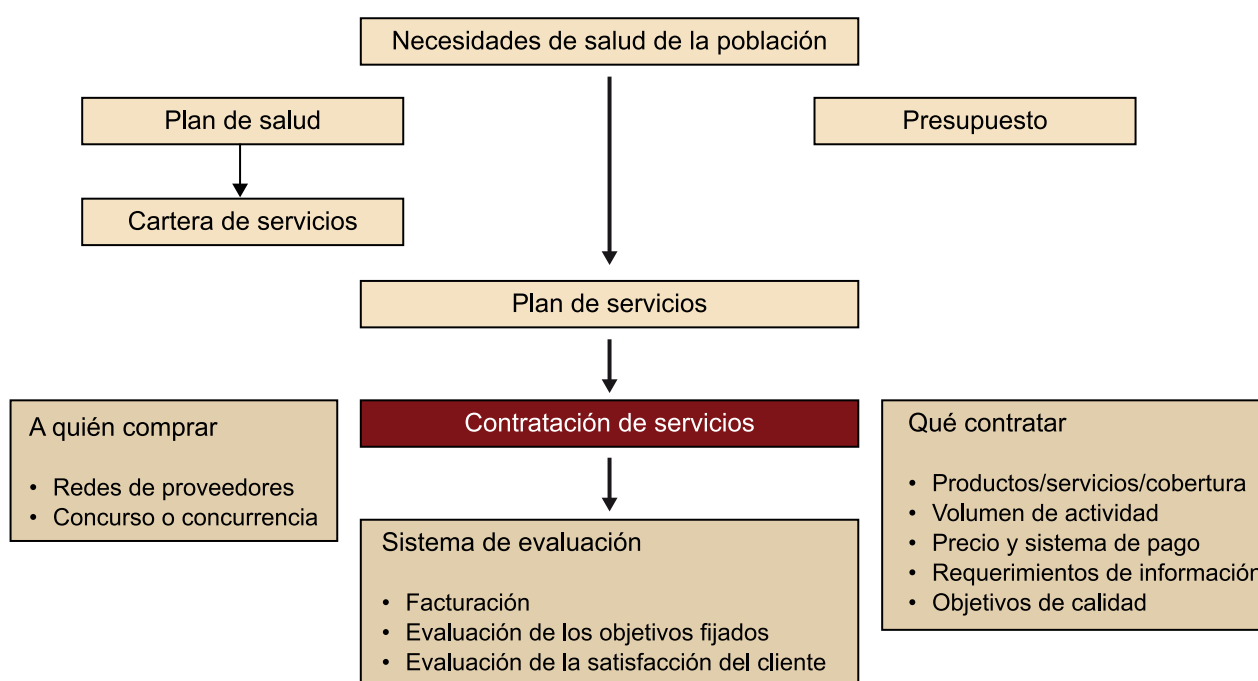 Necesidades de salud de la población
Plan de salud
Presupuesto
Cartera de servicios
Plan de servicios
A quién comprar
• Redes de proveedores
• Concurso o concurrencia
Contratación de servicios
Qué contratar
• Productos/servicios/cobertura
• Volumen de actividad
• Precio y sistema de pago
• Requerimientos de información
• Objetivos de calidad
Sistema de evaluación
• Facturación
• Evaluación de los objetivos fijados
• Evaluación de la satisfacción del cliente